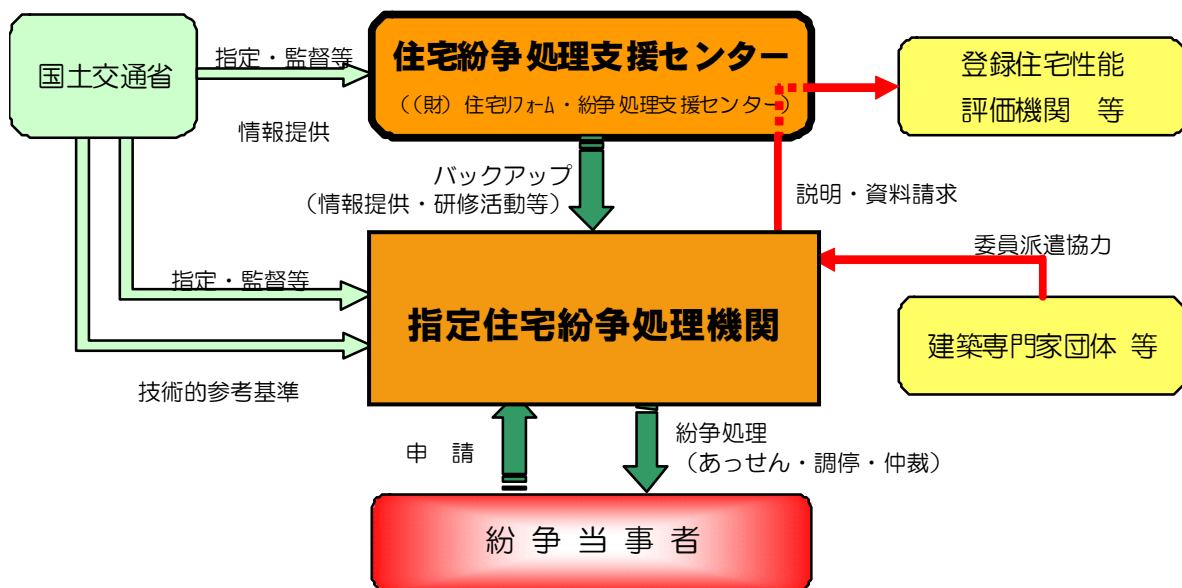 国土交通省
指定・監督等
情報提供
住宅紛争処理支援センター
((財)住宅リフォーム・紛争処理支援センター)
登録住宅性能
評価機関 等
バックアップ
(情報提供・研修活動等)
説明・資料請求
委員派遣協力
指定・監督等
指定住宅紛争処理機関
建築専門家団体 等
技術的参考基準
申 請
紛争処理
(あっせん・調停・仲裁)
紛 争 当 事 者